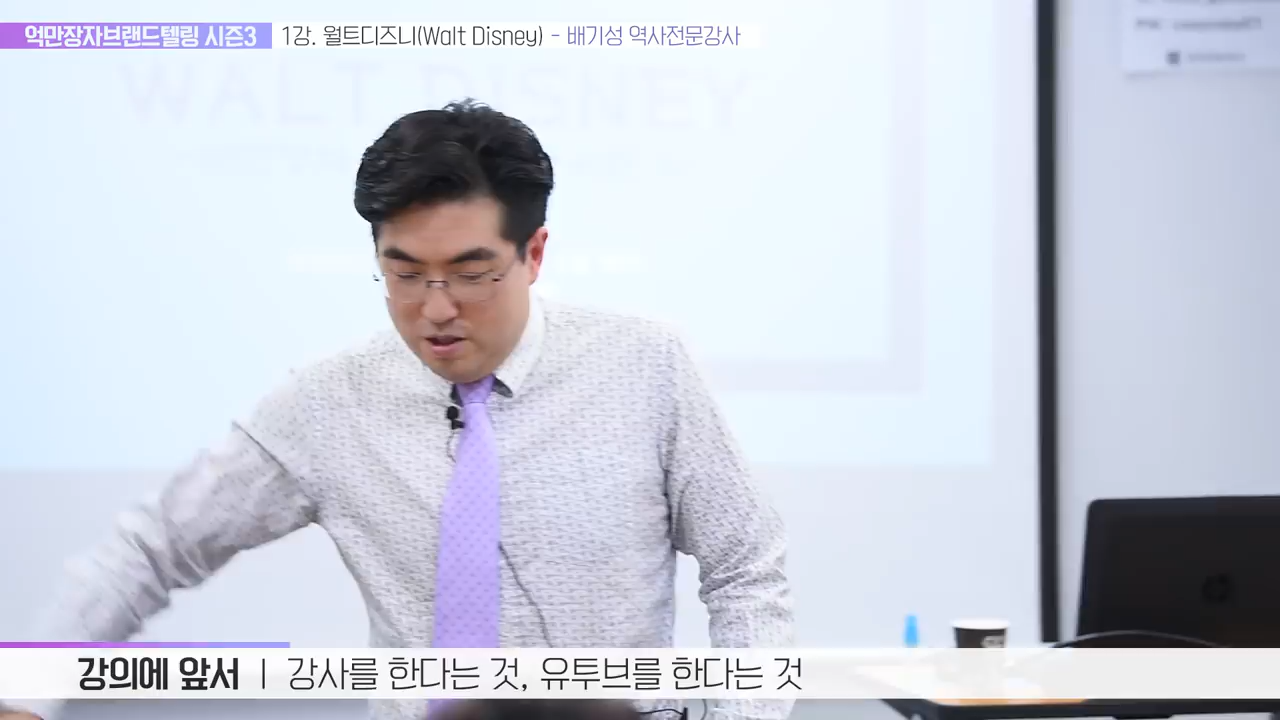 억만장자브랜드텔링 시즌3 1강. 월트디즈니(Walt Disney) - 배기성 역사전문강사
WALT DISNEY
강의에 앞서 | 강사를 한다는 것, 유투브를 한다는 것